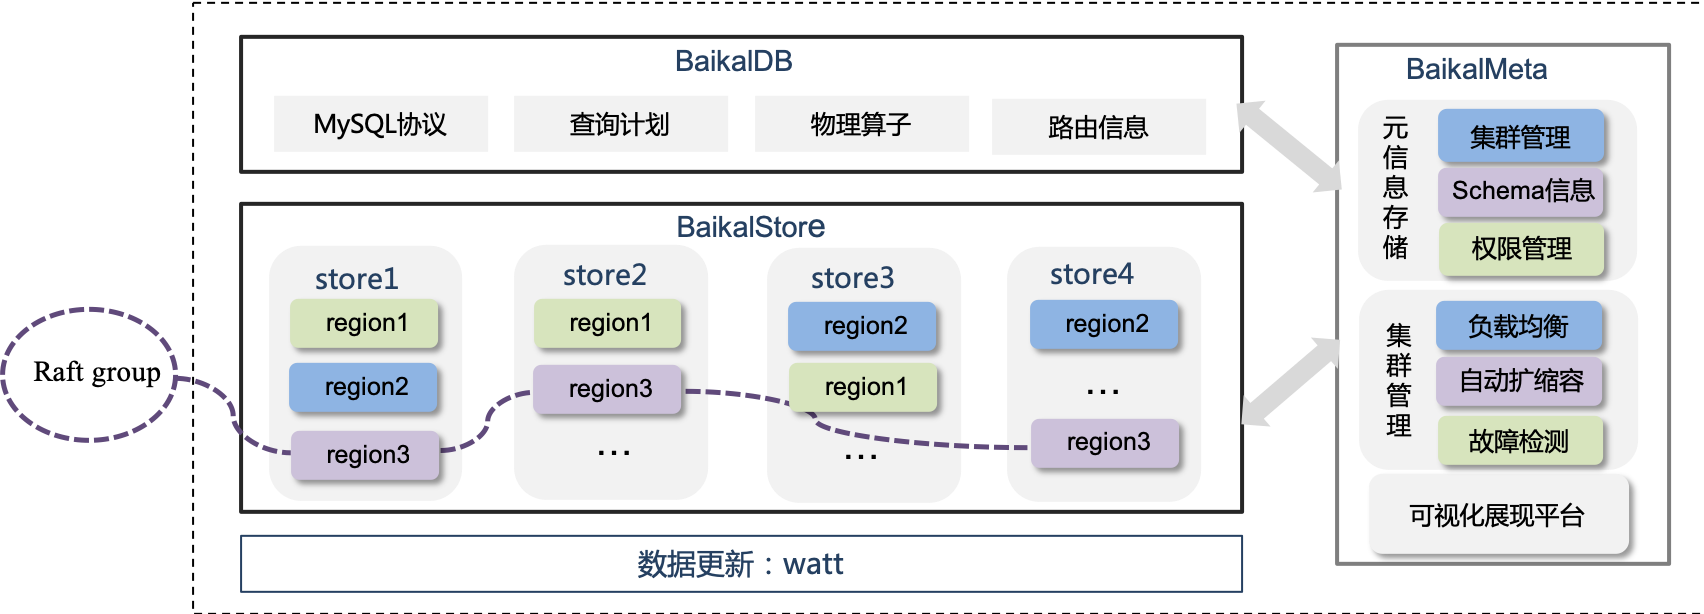 BaikalDB
MySQL协议
查询计划
物理算子
路由信息
BaikalStore
store1
region1
region2
region3
store2
region1
region3
...
store3
region2
region1
...
store4
region2
...
region3
Raft group
数据更新：watt
BaikalMeta
元信息存储
集群管理
Schema信息
权限管理
集群管理
负载均衡
自动扩缩容
故障检测
可视化展现平台